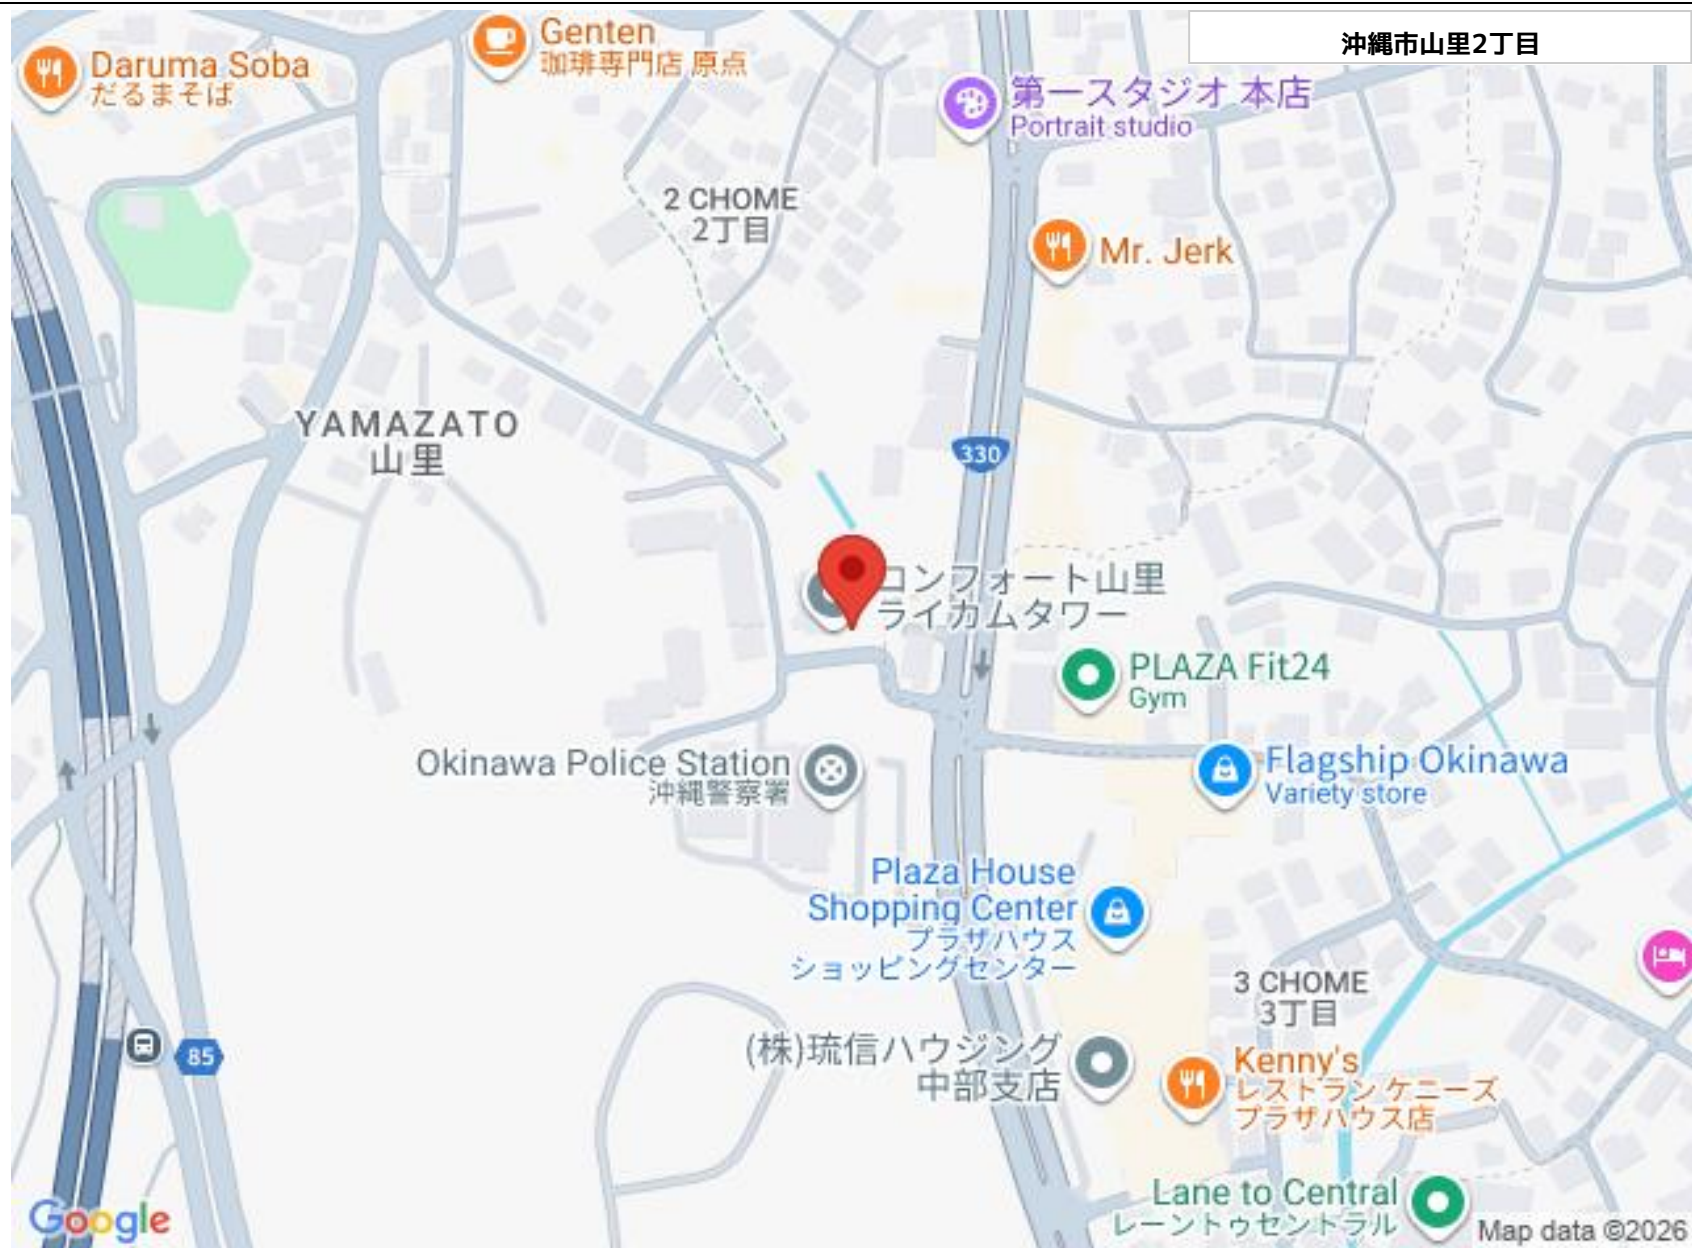 沖縄市山里2丁目
Genten
珈琲専門店 原点
Daruma Soba
だるまそば
第一スタジオ 本店
Portrait studio
2 CHOME
2丁目
Mr. Jerk
YAMAZATO
山里
330
コンフォート山里
ライカムタワー
PLAZA Fit24
Gym
Okinawa Police Station
沖縄警察署
Flagship Okinawa
Variety store
Plaza House
Shopping Center
プラザハウス
ショッピングセンター
3 CHOME
3丁目
(株)琉信ハウジング
中部支店
85
Kenny's
レストラン ケニーズ
プラザハウス店
Lane to Central
レーントゥセントラル
Google
Map data ©2026